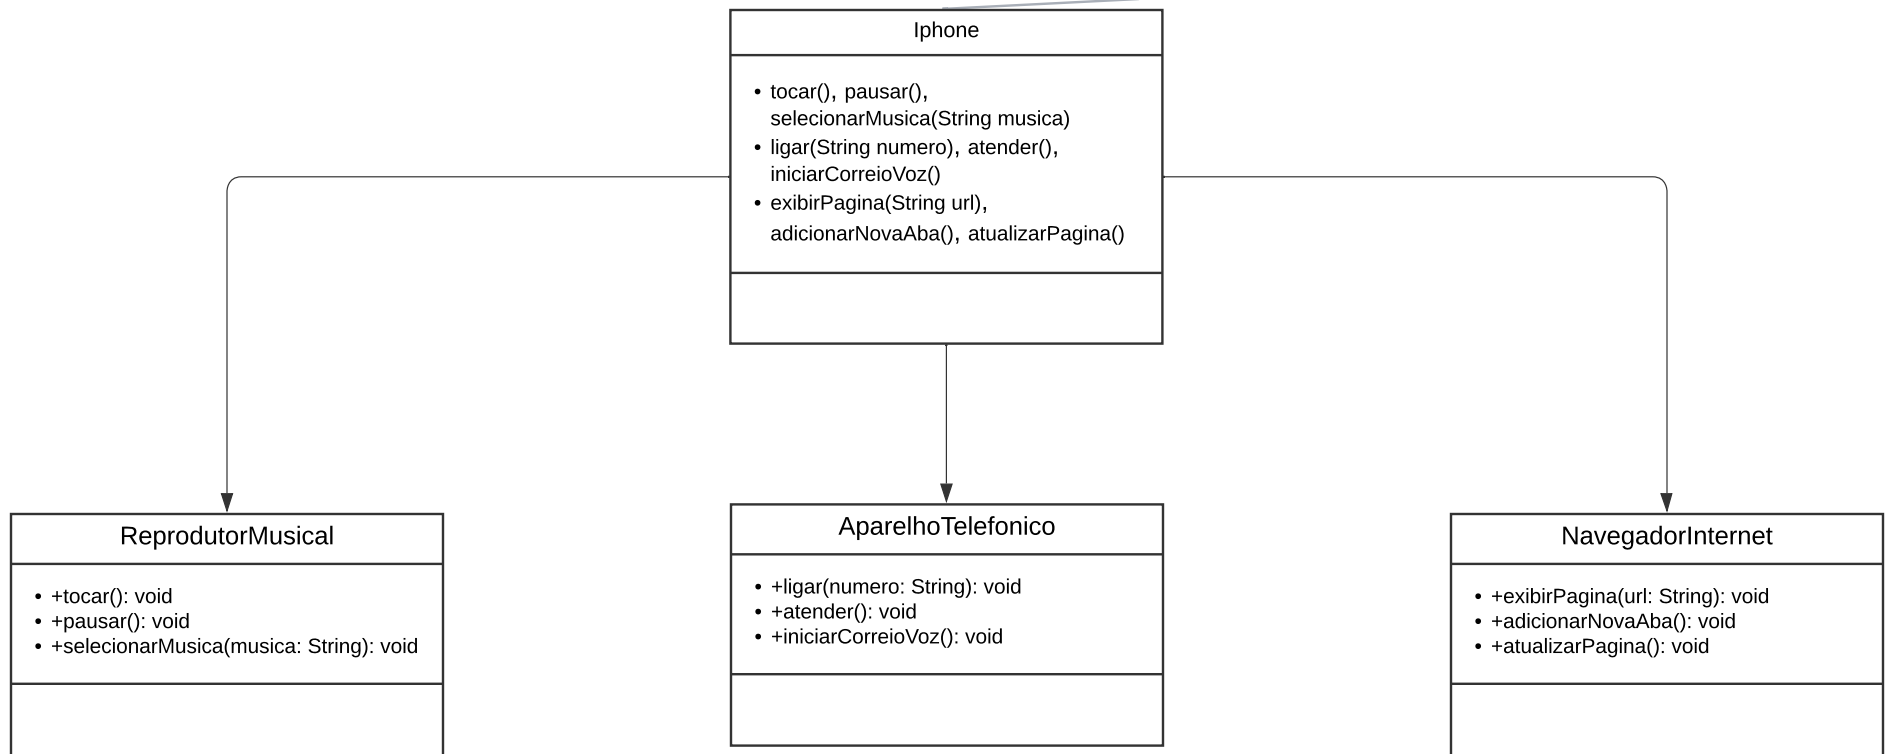 Iphone
• tocar(), pausar(),
selecionarMusica(String musica)
• ligar(String numero), atender(),
iniciarCorreioVoz()
• exibirPagina(String url),
adicionarNovaAba(), atualizarPagina()
ReprodutorMusical
• +tocar(): void
• +pausar(): void
• +selecionarMusica(musica: String): void
AparelhoTelefonico
• +ligar(numero: String): void
• +atender(): void
• +iniciarCorreioVoz(): void
NavegadorInternet
• +exibirPagina(url: String): void
• +adicionarNovaAba(): void
• +atualizarPagina(): void